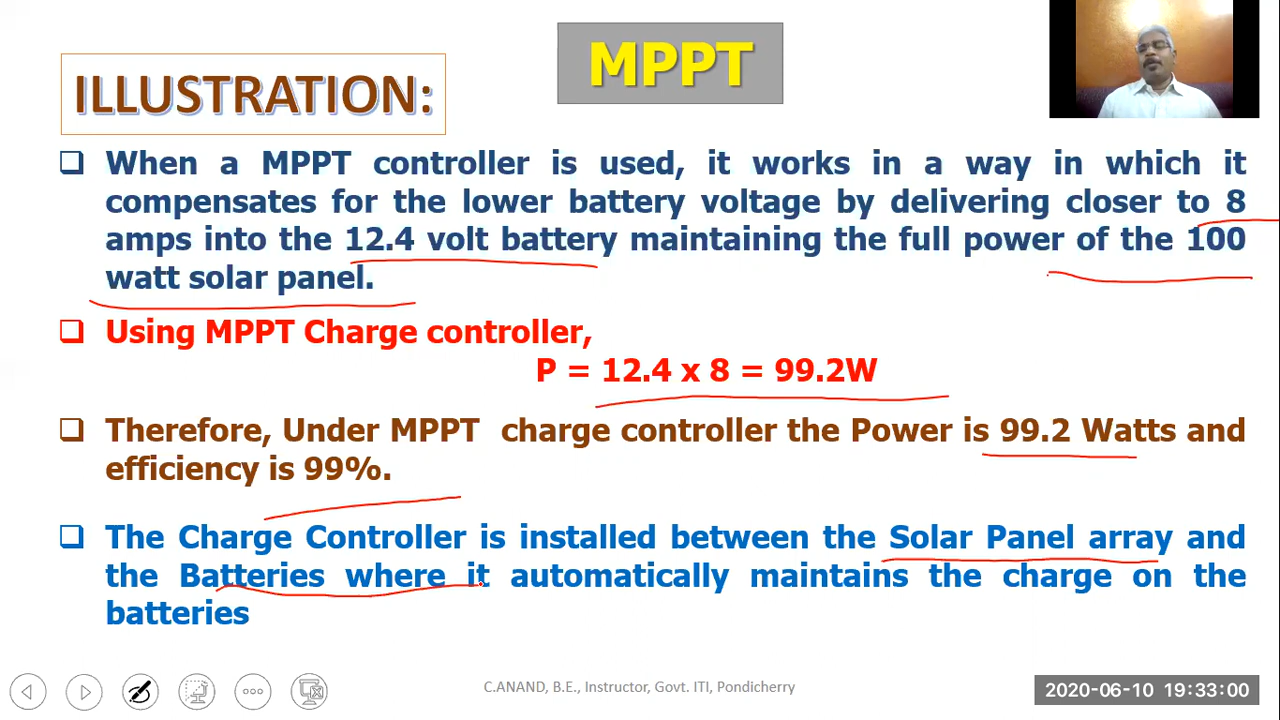 MPPT
ILLUSTRATION:
When a MPPT controller is used, it works in a way in which it
compensates for the lower battery voltage by delivering closer to 8
amps into the 12.4 volt battery maintaining the full power of the 100
watt solar panel.
Using MPPT Charge controller,
P = 12.4 x 8 = 99.2W
Therefore, Under MPPT charge controller the Power is 99.2 Watts and
efficiency is 99%.
The Charge Controller is installed between the Solar Panel array and
the Batteries where it automatically maintains the charge on the
batteries
C.ANAND, B.E., Instructor, Govt. ITI, Pondicherry
2020-06-10 19:33:00